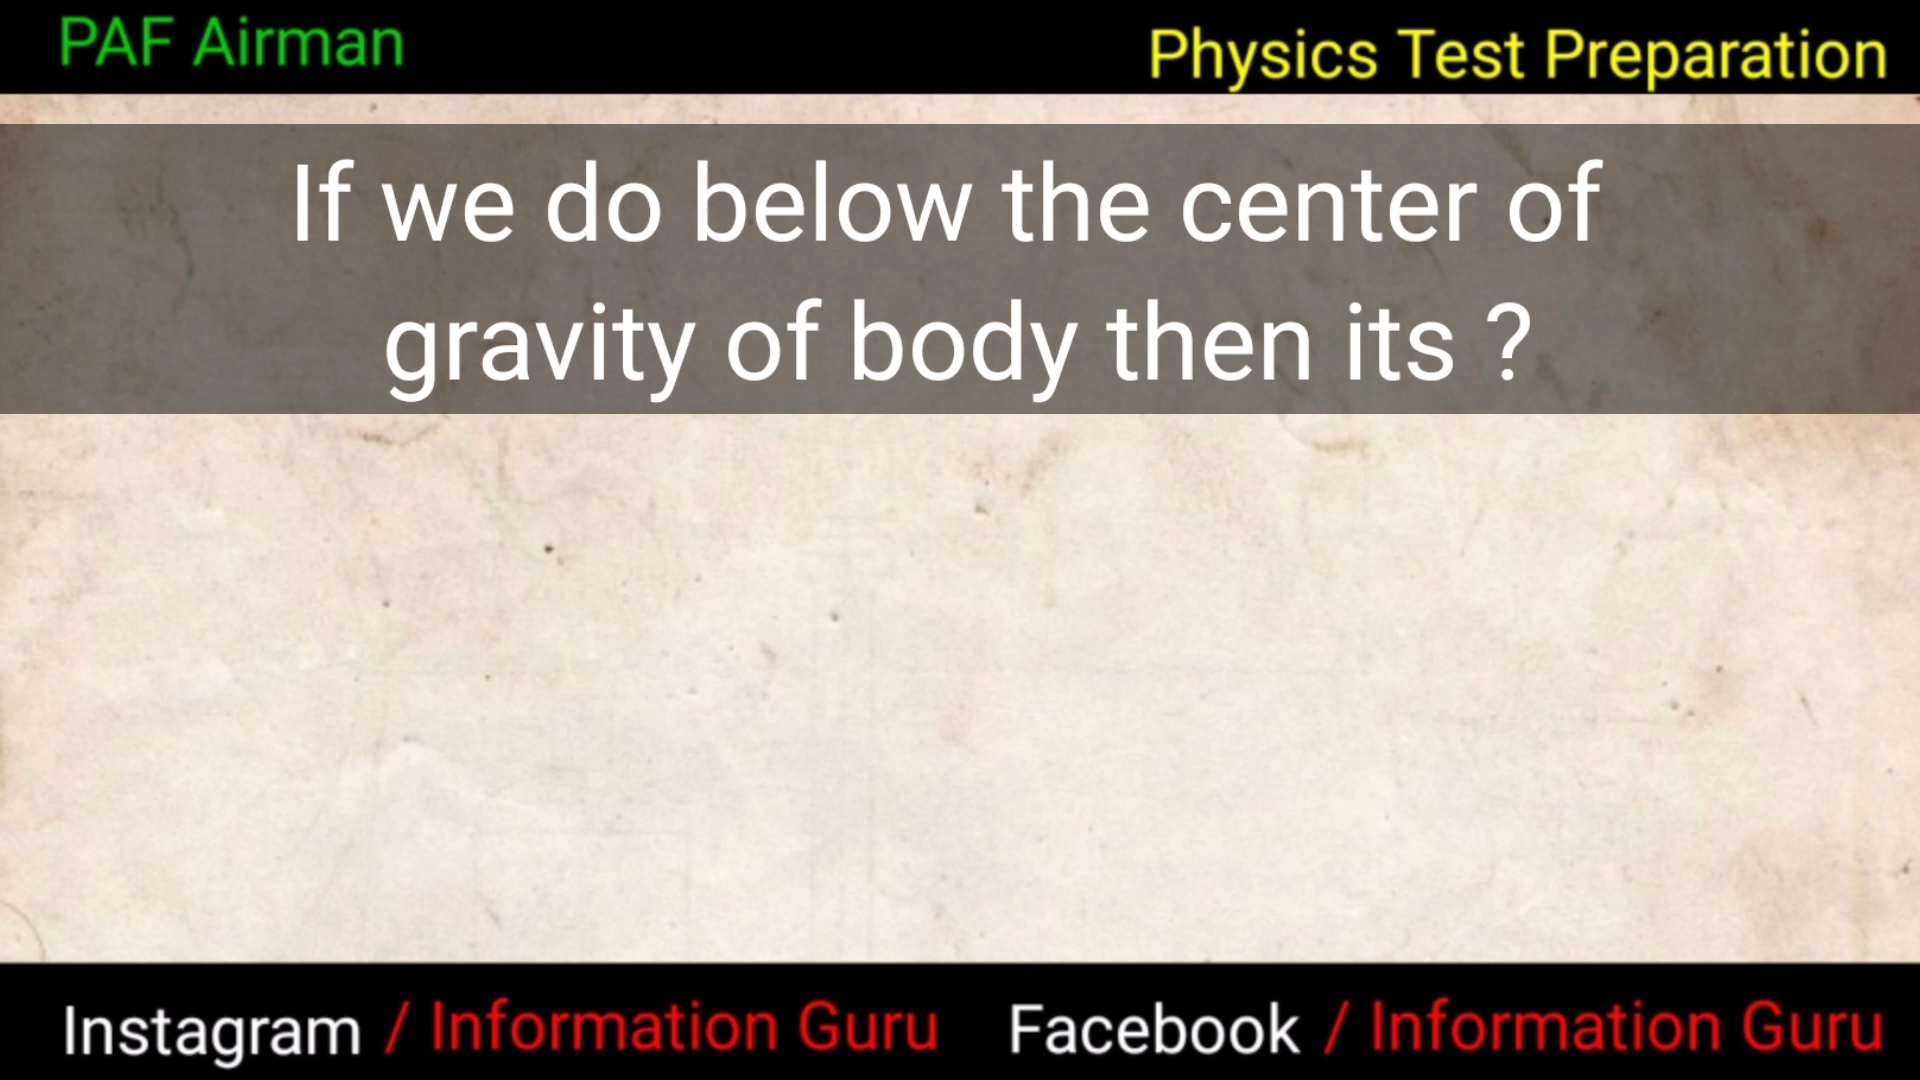 PAF Airman
Physics Test Preparation
If we do below the center of
gravity of body then its ?
Instagram / Information Guru
Facebook / Information Guru